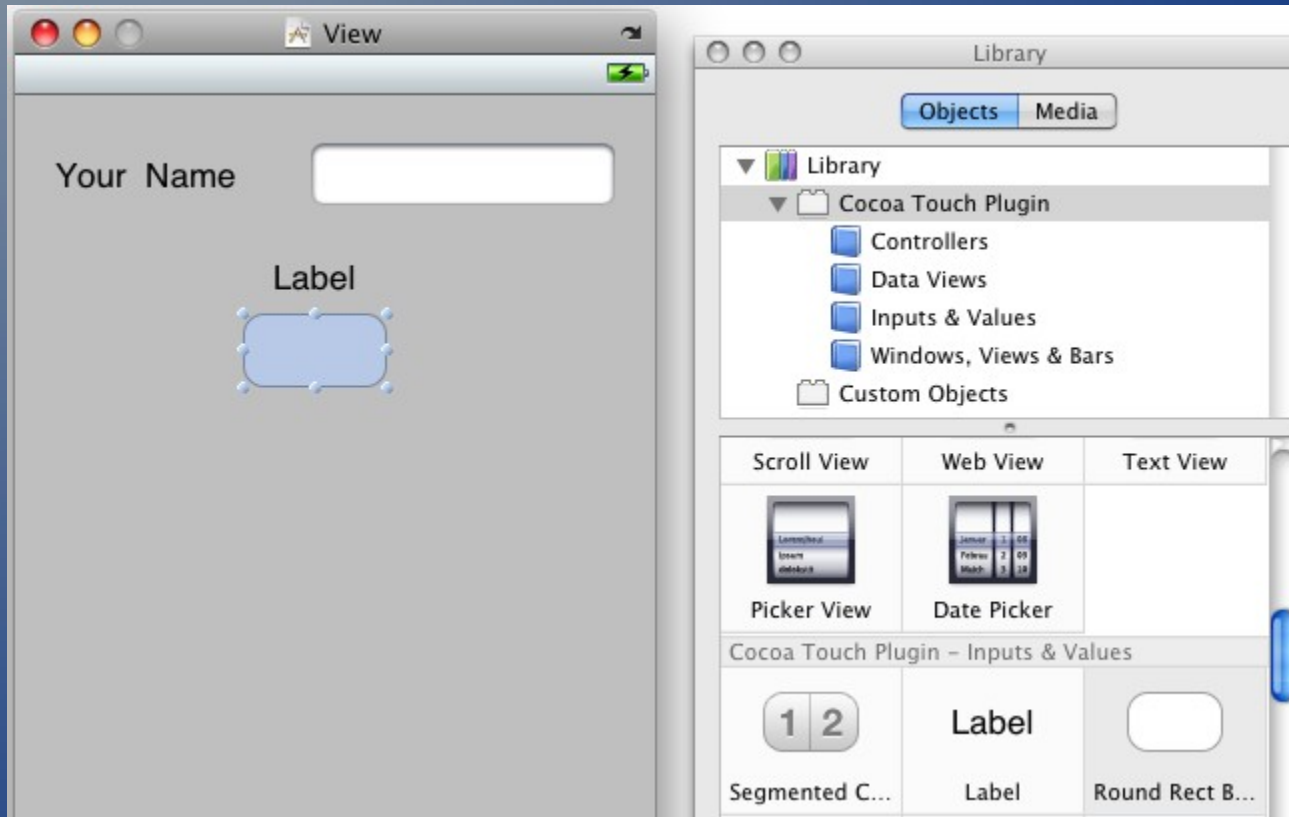 View
Your Name
Label
Library
Objects Media
Library
Cocoa Touch Plugin
Controllers
Data Views
Inputs & Values
Windows, Views & Bars
Custom Objects
Scroll View Web View Text View
Picker View Date Picker
Cocoa Touch Plugin – Inputs & Values
1 2 Label
Segmented C... Label Round Rect B...